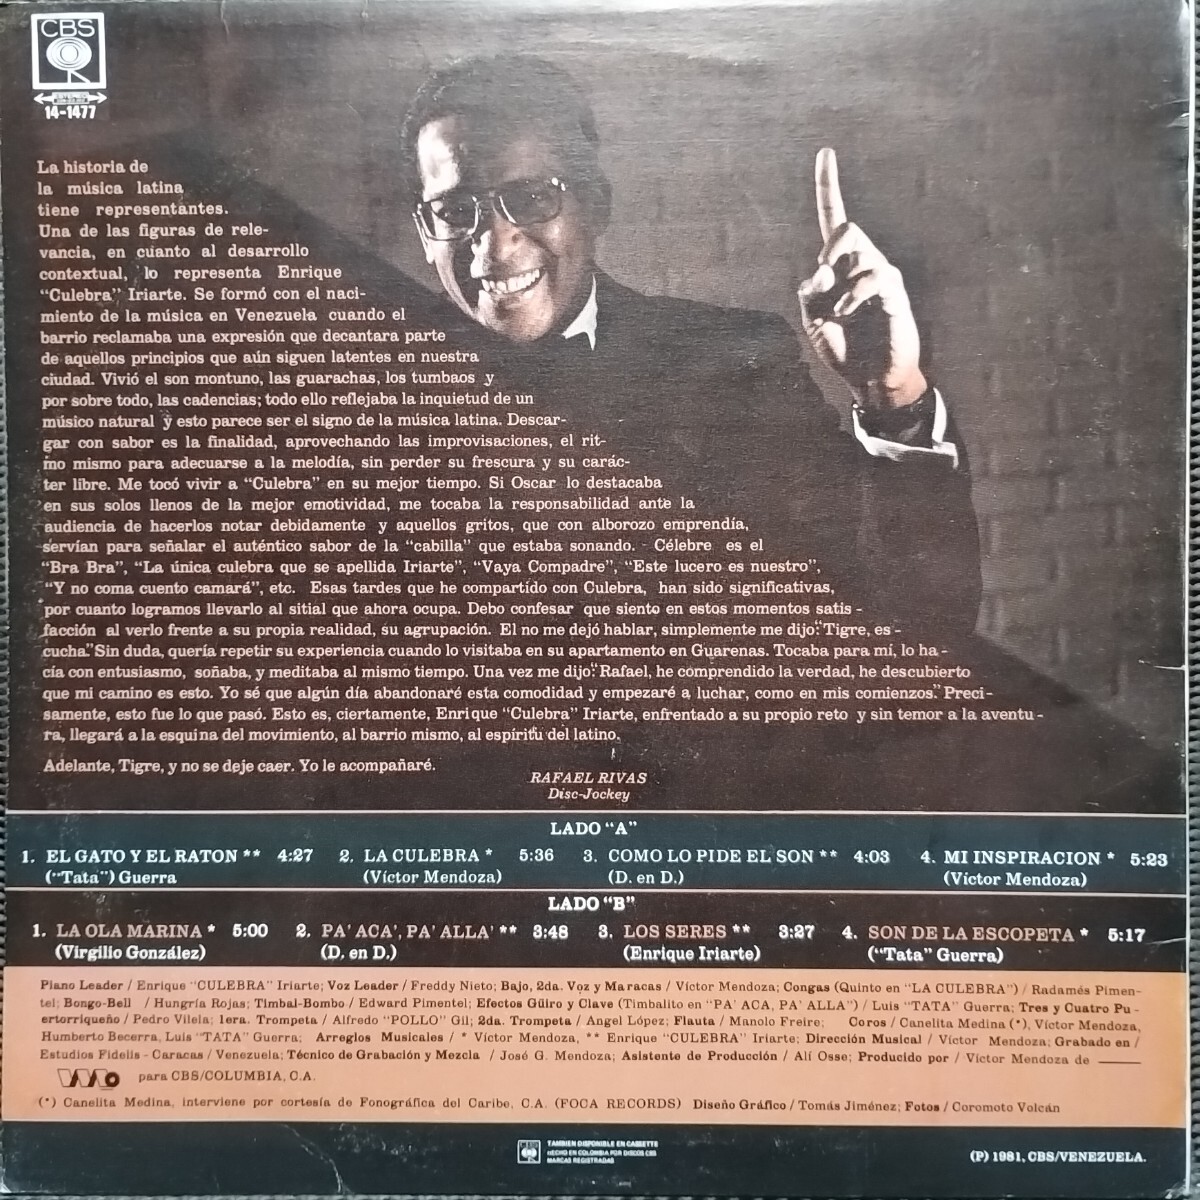 CBS
14-1477
La historia de
la música latina
tiene representantes.
Una de las figuras de rele-
vancia, en cuanto al desarrollo
contextual, lo representa Enrique
"Culebra" Iriarte. Se formó con el naci-
miento de la música en Venezuela cuando el
barrio reclamaba una expresión que decantara parte
de aquellos principios que aún siguen latentes en nuestra
ciudad. Vivió el son montuno, las guarachas, los tumbaos y
por sobre todo, las cadencias; todo ello reflejaba la inquietud de un
músico natural y esto parece ser el signo de la música latina. Descar-
gar con sabor es la finalidad, aprovechando las improvisaciones, el rit-
mo mismo para adecuarse a la melodía, sin perder su frescura y su carác-
ter libre. Me tocó vivir a "Culebra" en su mejor tiempo. Si Oscar lo destacaba
en sus solos llenos de la mejor emotividad, me tocaba la responsabilidad ante la
audiencia de hacerlos notar debidamente y aquellos gritos, que con alborozo emprendía,
servían para señalar el auténtico sabor de la "cabilla" que estaba sonando. Célebre es el
"Bra Bra", "La única culebra que se apellida Iriarte", "Vaya Compadre", "Este lucero es nuestro",
"Y no coma cuento camará", etc. Esas tardes que he compartido con Culebra, han sido significativas,
por cuanto logramos llevarlo al sitial que ahora ocupa. Debo confesar que siento en estos momentos satis -
facción al verlo frente a su propia realidad, su agrupación. El no me dejó hablar, simplemente me dijo:"Tigre, es -
cucha." Sin duda, quería repetir su experiencia cuando lo visitaba en su apartamento en Guarenas. Tocaba para mí, lo ha -
cía con entusiasmo, soñaba, y meditaba al mismo tiempo. Una vez me dijo:"Rafael, he comprendido la verdad, he descubierto
que mi camino es esto. Yo sé que algún día abandonaré esta comodidad y empezaré a luchar, como en mis comienzos." Preci -
samente, esto fue lo que pasó. Esto es, ciertamente, Enrique "Culebra" Iriarte, enfrentado a su propio reto y sin temor a la aventu -
ra, llegará a la esquina del movimiento, al barrio mismo, al espíritu del latino.
Adelante, Tigre, y no se deje caer. Yo le acompañaré.
RAFAEL RIVAS
Disc-Jockey
LADO "A"
1. EL GATO Y EL RATON ** 4:27 2. LA CULEBRA * 5:36 3. COMO LO PIDE EL SON ** 4:03 4. MI INSPIRACION * 5:23
("Tata") Guerra (Víctor Mendoza) (D. en D.) (Víctor Mendoza)
LADO "B"
1. LA OLA MARINA * 5:00 2. PA' ACA', PA' ALLA' ** 3:48 3. LOS SERES ** 3:27 4. SON DE LA ESCOPETA * 5:17
(Virgilio González) (D. en D.) (Enrique Iriarte) ("Tata" Guerra)
Piano Leader / Enrique "CULEBRA" Iriarte; Voz Leader / Freddy Nieto; Bajo, 2da. Voz y Maracas / Víctor Mendoza; Congas (Quinto en "LA CULEBRA") / Radamés Pimen-
tel; Bongo-Bell / Hungría Rojas; Timbal-Bombo / Edward Pimentel; Efectos Güiro y Clave (Timbalito en "PA' ACA, PA' ALLA") / Luis "TATA" Guerra; Tres y Cuatro Pu -
ertorriqueño / Pedro Vilela; 1era. Trompeta / Alfredo "POLLO" Gil; 2da. Trompeta / Angel López; Flauta / Manolo Freire; Coros / Canelita Medina (*), Víctor Mendoza,
Humberto Becerra, Luis "TATA" Guerra; Arreglos Musicales / * Víctor Mendoza, ** Enrique "CULEBRA" Iriarte; Dirección Musical / Víctor Mendoza; Grabado en /
Estudios Fidelis - Caracas / Venezuela; Técnico de Grabación y Mezcla / José G. Mendoza; Asistente de Producción / Alí Osse; Producido por / Víctor Mendoza de
para CBS/COLUMBIA, C.A.
(*) Canelita Medina, interviene por cortesía de Fonográfica del Caribe, C.A. (FOCA RECORDS) Diseño Gráfico / Tomás Jiménez; Fotos / Coromoto Volcán
TAMBIEN DISPONIBLE EN CASSETTE
HECHO EN COLOMBIA POR DISCOS CBS
MARCAS REGISTRADAS
(P) 1981, CBS/VENEZUELA.